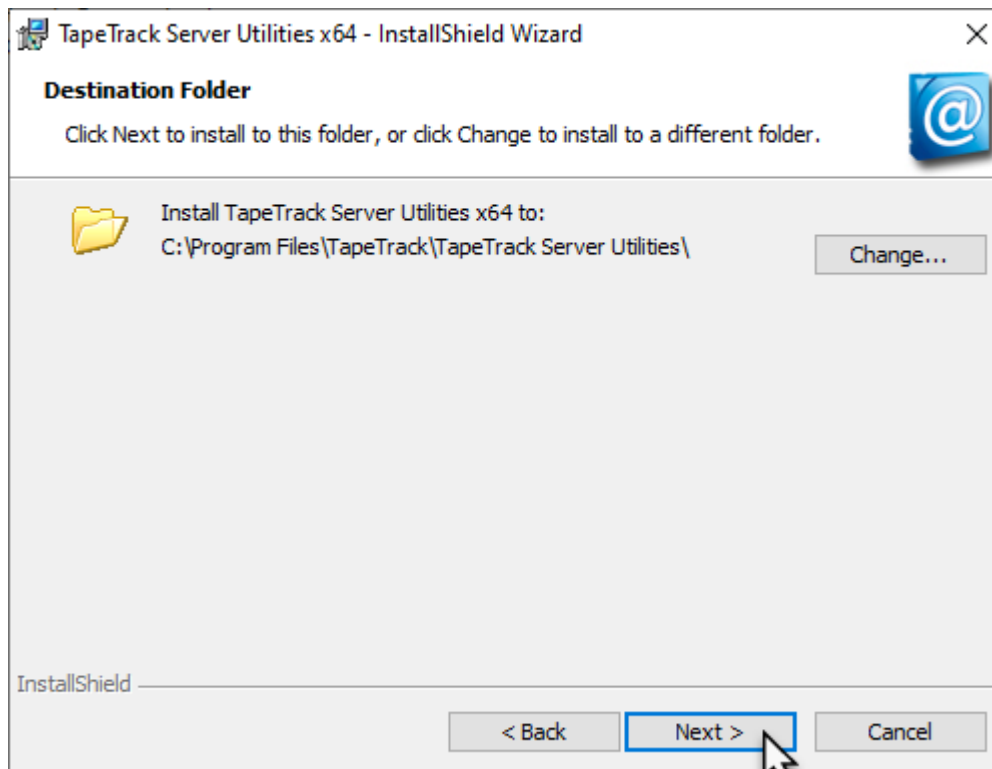 TapeTrack Server Utilities x64 - InstallShield Wizard
Destination Folder
Click Next to install to this folder, or click Change to install to a different folder.
Install TapeTrack Server Utilities x64 to:
C:\Program Files\TapeTrack\TapeTrack Server Utilities\
Change...
InstallShield
< Back
Next >
Cancel